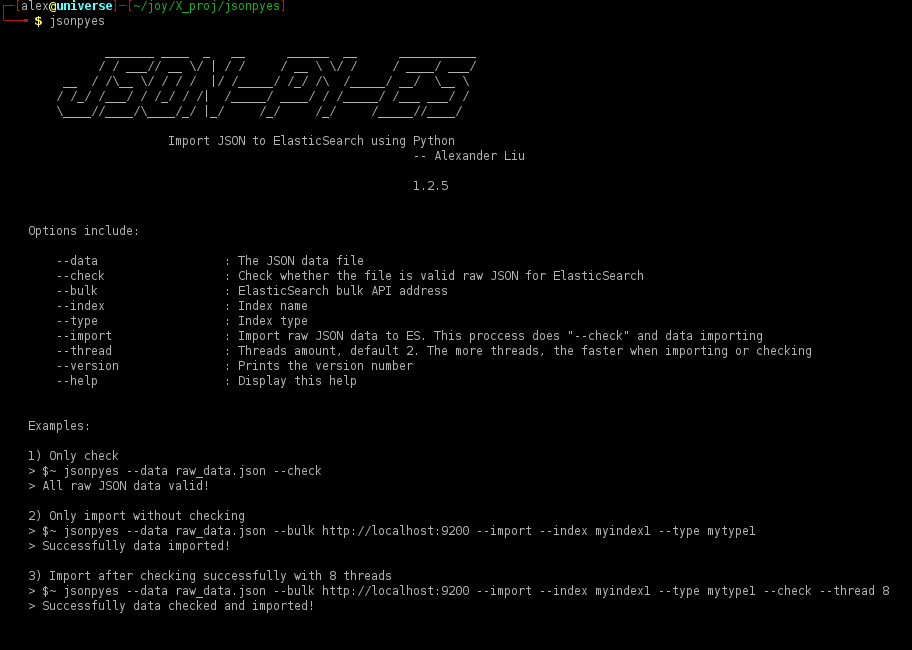 [alex@universe]-[~/joy/X_proj/jsonpyes]
$ jsonpyes
JSON-PY-ES
Import JSON to ElasticSearch using Python
-- Alexander Liu
1.2.5
Options include:
--data : The JSON data file
--check : Check whether the file is valid raw JSON for ElasticSearch
--bulk : ElasticSearch bulk API address
--index : Index name
--type : Index type
--import : Import raw JSON data to ES. This proccess does "--check" and data importing
--thread : Threads amount, default 2. The more threads, the faster when importing or checking
--version : Prints the version number
--help : Display this help
Examples:
1) Only check
> $~ jsonpyes --data raw_data.json --check
> All raw JSON data valid!
2) Only import without checking
> $~ jsonpyes --data raw_data.json --bulk http://localhost:9200 --import --index myindex1 --type mytype1
> Successfully data imported!
3) Import after checking successfully with 8 threads
> $~ jsonpyes --data raw_data.json --bulk http://localhost:9200 --import --index myindex1 --type mytype1 --check --thread 8
> Successfully data checked and imported!